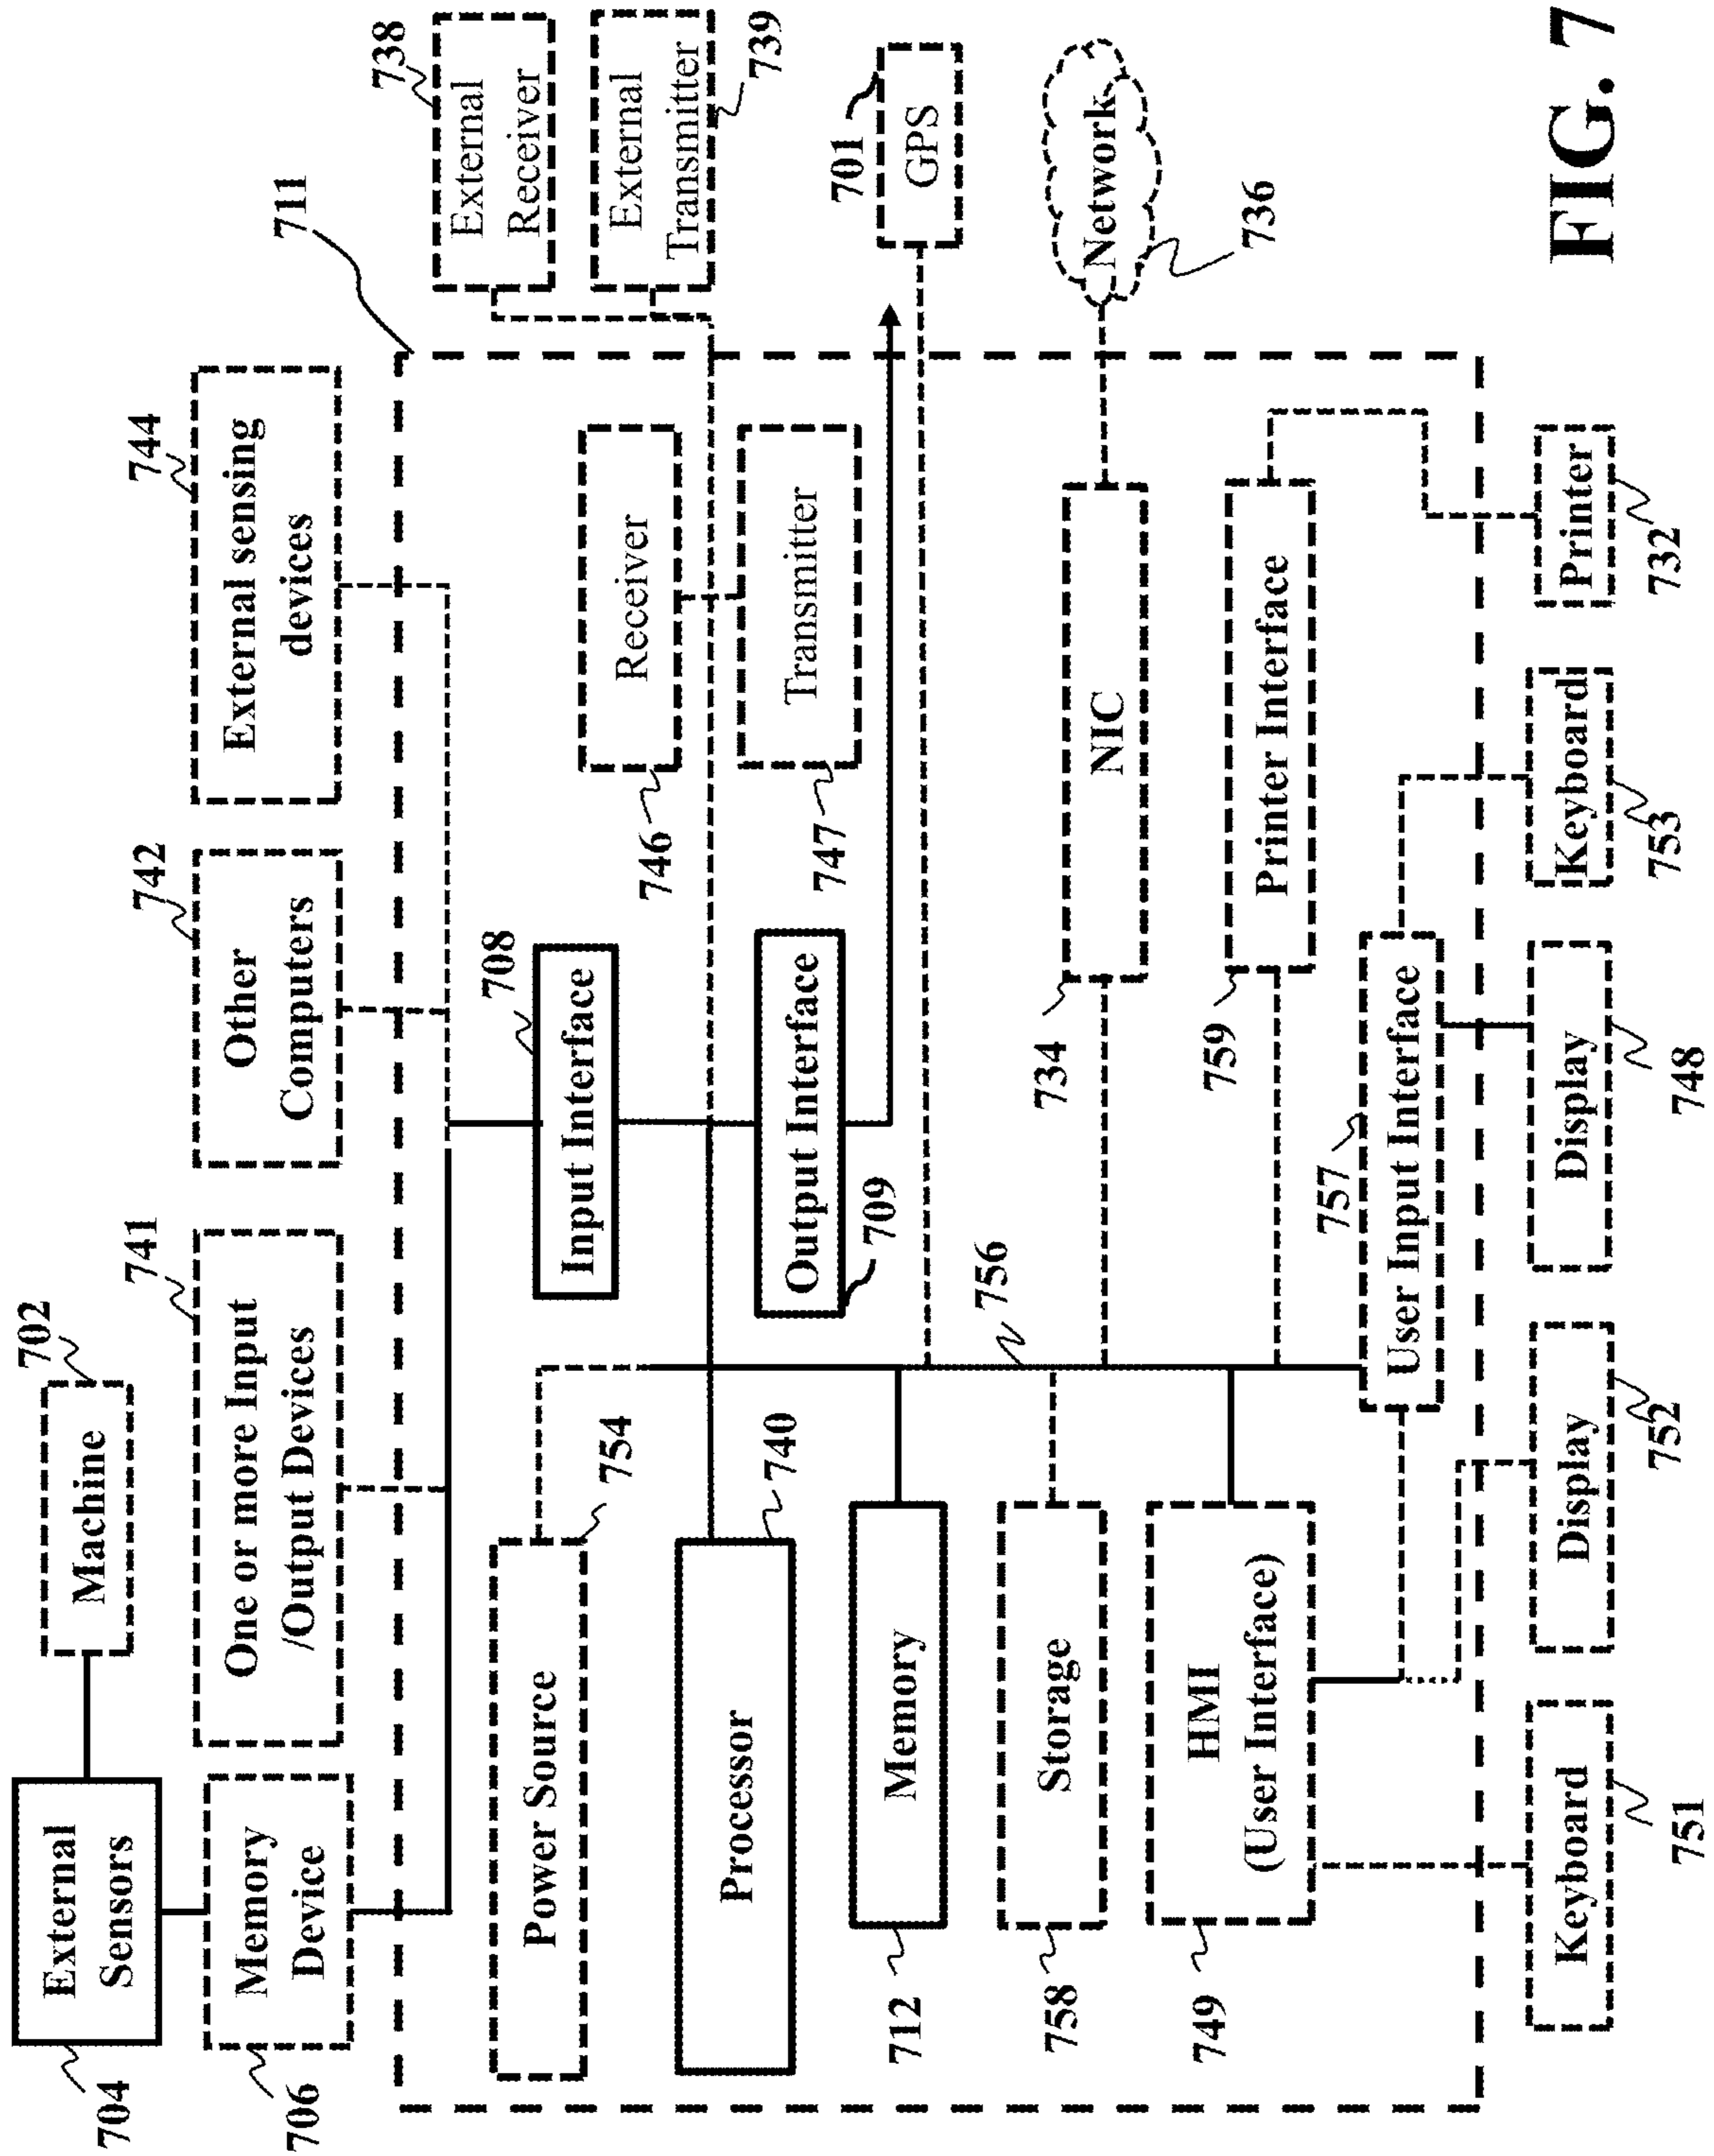 704
External
Sensors
Machine
702
706
Memory
Device
741
One or more Input
/Output Devices
742
Other
Computers
744
External sensing
devices
711
738
External
Receiver
External
Transmitter
739
Power Source
754
Input Interface
708
Receiver
746
Processor
740
Output Interface
709
Transmitter
747
701
GPS
712
Memory
756
758
Storage
734
NIC
Network
736
749
HMI
(User Interface)
759
Printer Interface
757
User Input Interface
Keyboard
751
Display
752
Display
748
Keyboard
753
Printer
732
FIG. 7